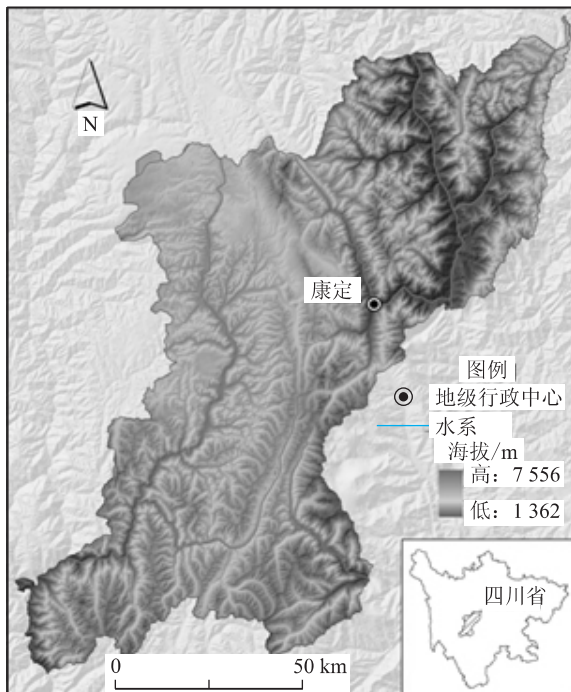 N
康定
图例
地级行政中心
水系
海拔/m
高：7 556
低：1 362
四川省
0 50 km